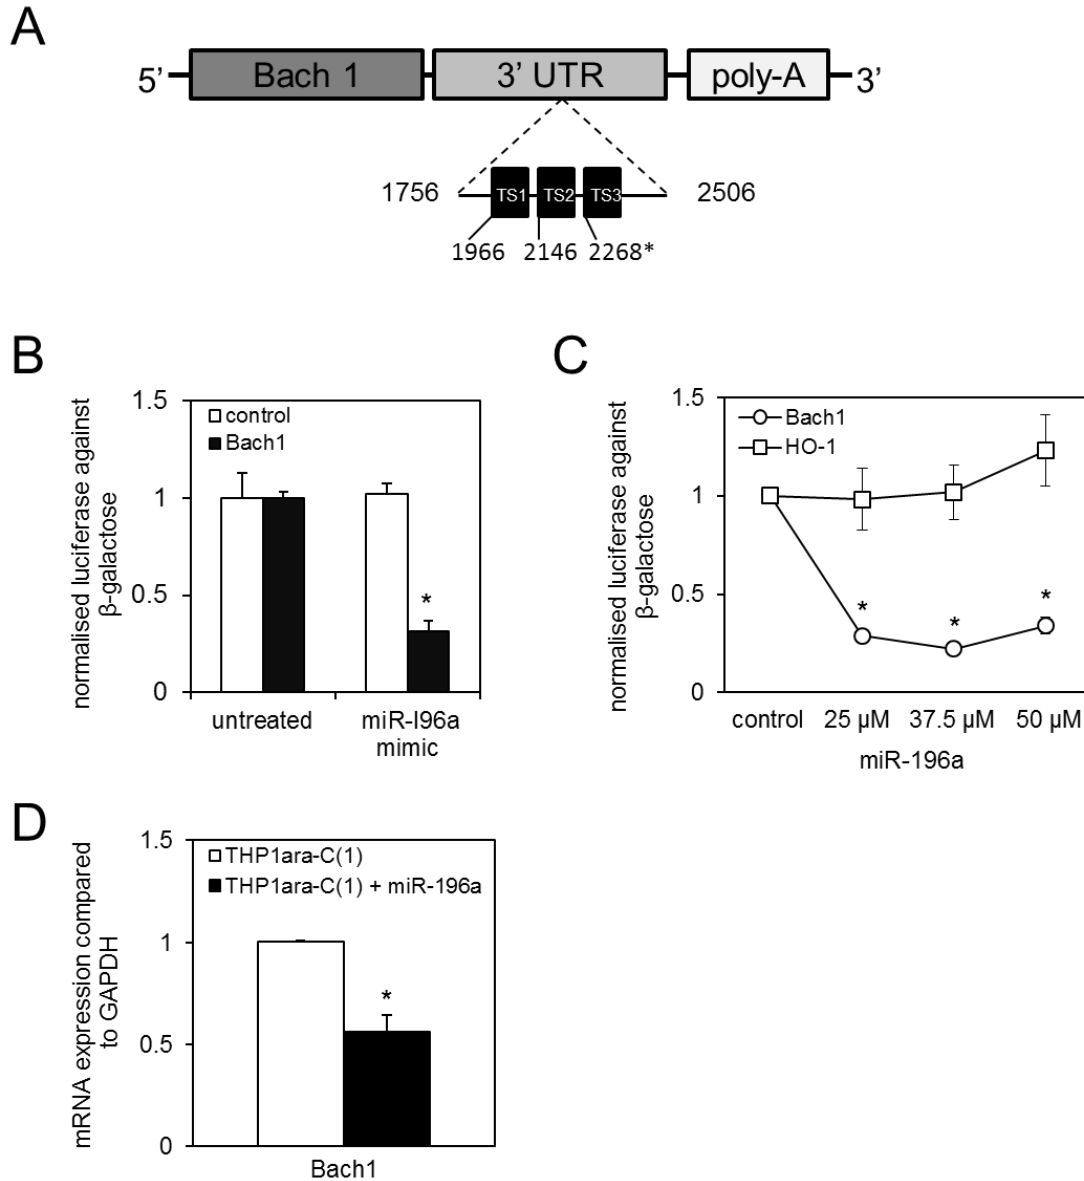 A
5’
Bach 1
3’ UTR
poly-A
3’
1756
TS1
TS2
TS3
2506
1966
2146
2268*
B
normalised luciferase against
β-galactose
1.5
1
0.5
0
control
Bach1
*
untreated
miR-I96a
mimic
C
normalised luciferase against
β-galactose
1.5
1
0.5
0
Bach1
HO-1
*
*
*
control
25 µM
37.5 µM
50 µM
miR-196a
D
mRNA expression compared
to GAPDH
1.5
1
0.5
0
THP1ara-C(1)
THP1ara-C(1) + miR-196a
*
Bach1